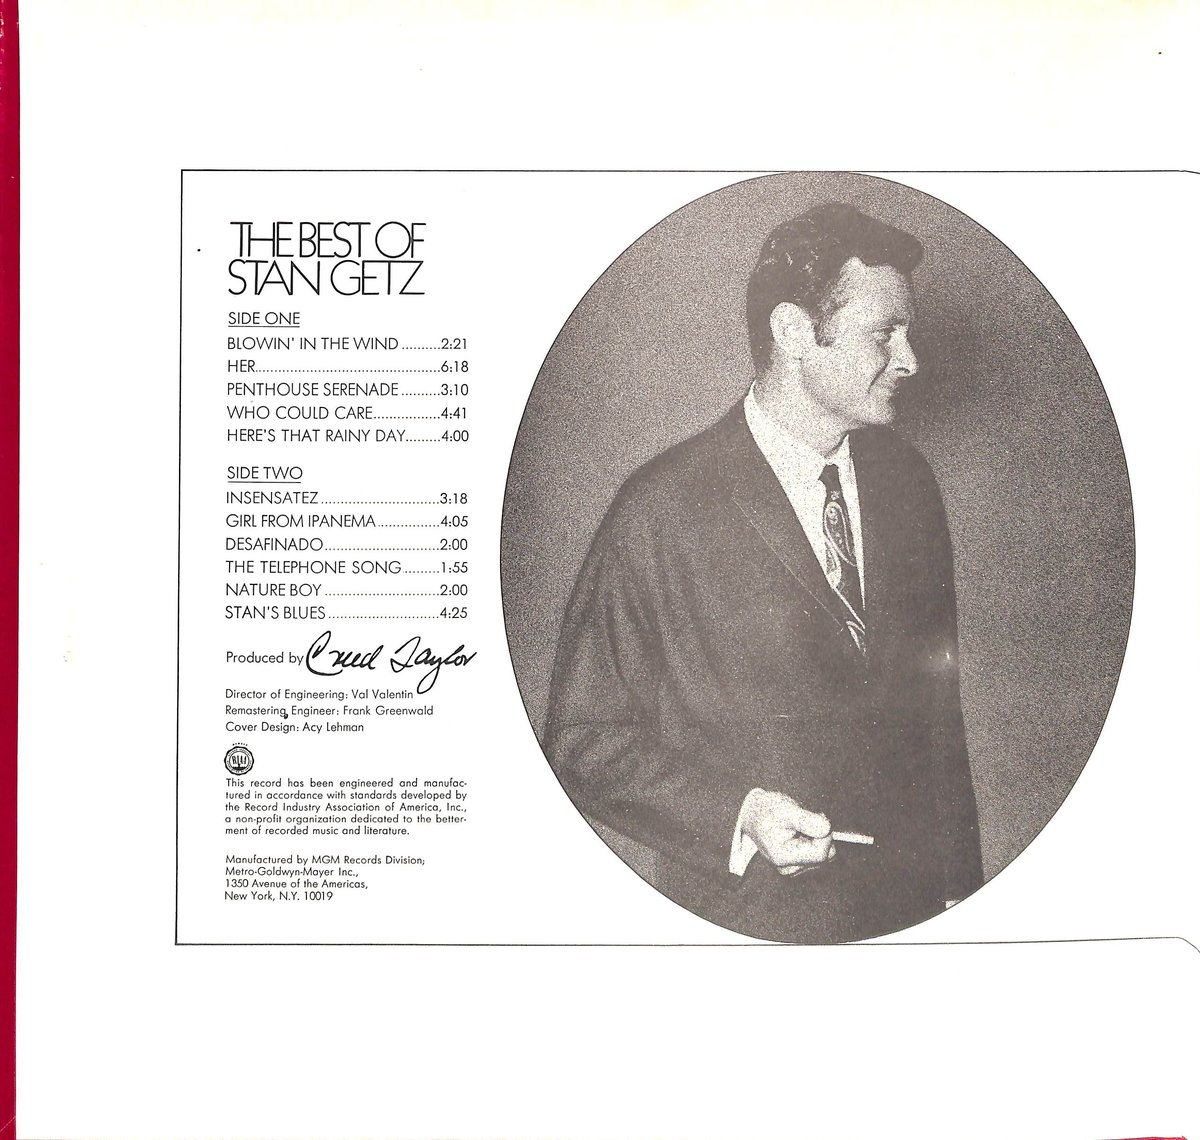 THE BEST OF
STAN GETZ
SIDE ONE
BLOWIN' IN THE WIND.........2:21
HER..............................................6:18
PENTHOUSE SERENADE..........3:10
WHO COULD CARE.................4:41
HERE'S THAT RAINY DAY.........4:00
SIDE TWO
INSENSATEZ..............................3:18
GIRL FROM IPANEMA................4:05
DESAFINADO.............................2:00
THE TELEPHONE SONG..........1:55
NATURE BOY.............................2:00
STAN'S BLUES............................4:25
Produced by Creed Taylor
Director of Engineering: Val Valentin
Remastering Engineer: Frank Greenwald
Cover Design: Acy Lehman
RIAA
This record has been engineered and manufac-
tured in accordance with standards developed by
the Record Industry Association of America, Inc.,
a non-profit organization dedicated to the better-
ment of recorded music and literature.
Manufactured by MGM Records Division;
Metro-Goldwyn-Mayer Inc.,
1350 Avenue of the Americas,
New York, N.Y. 10019